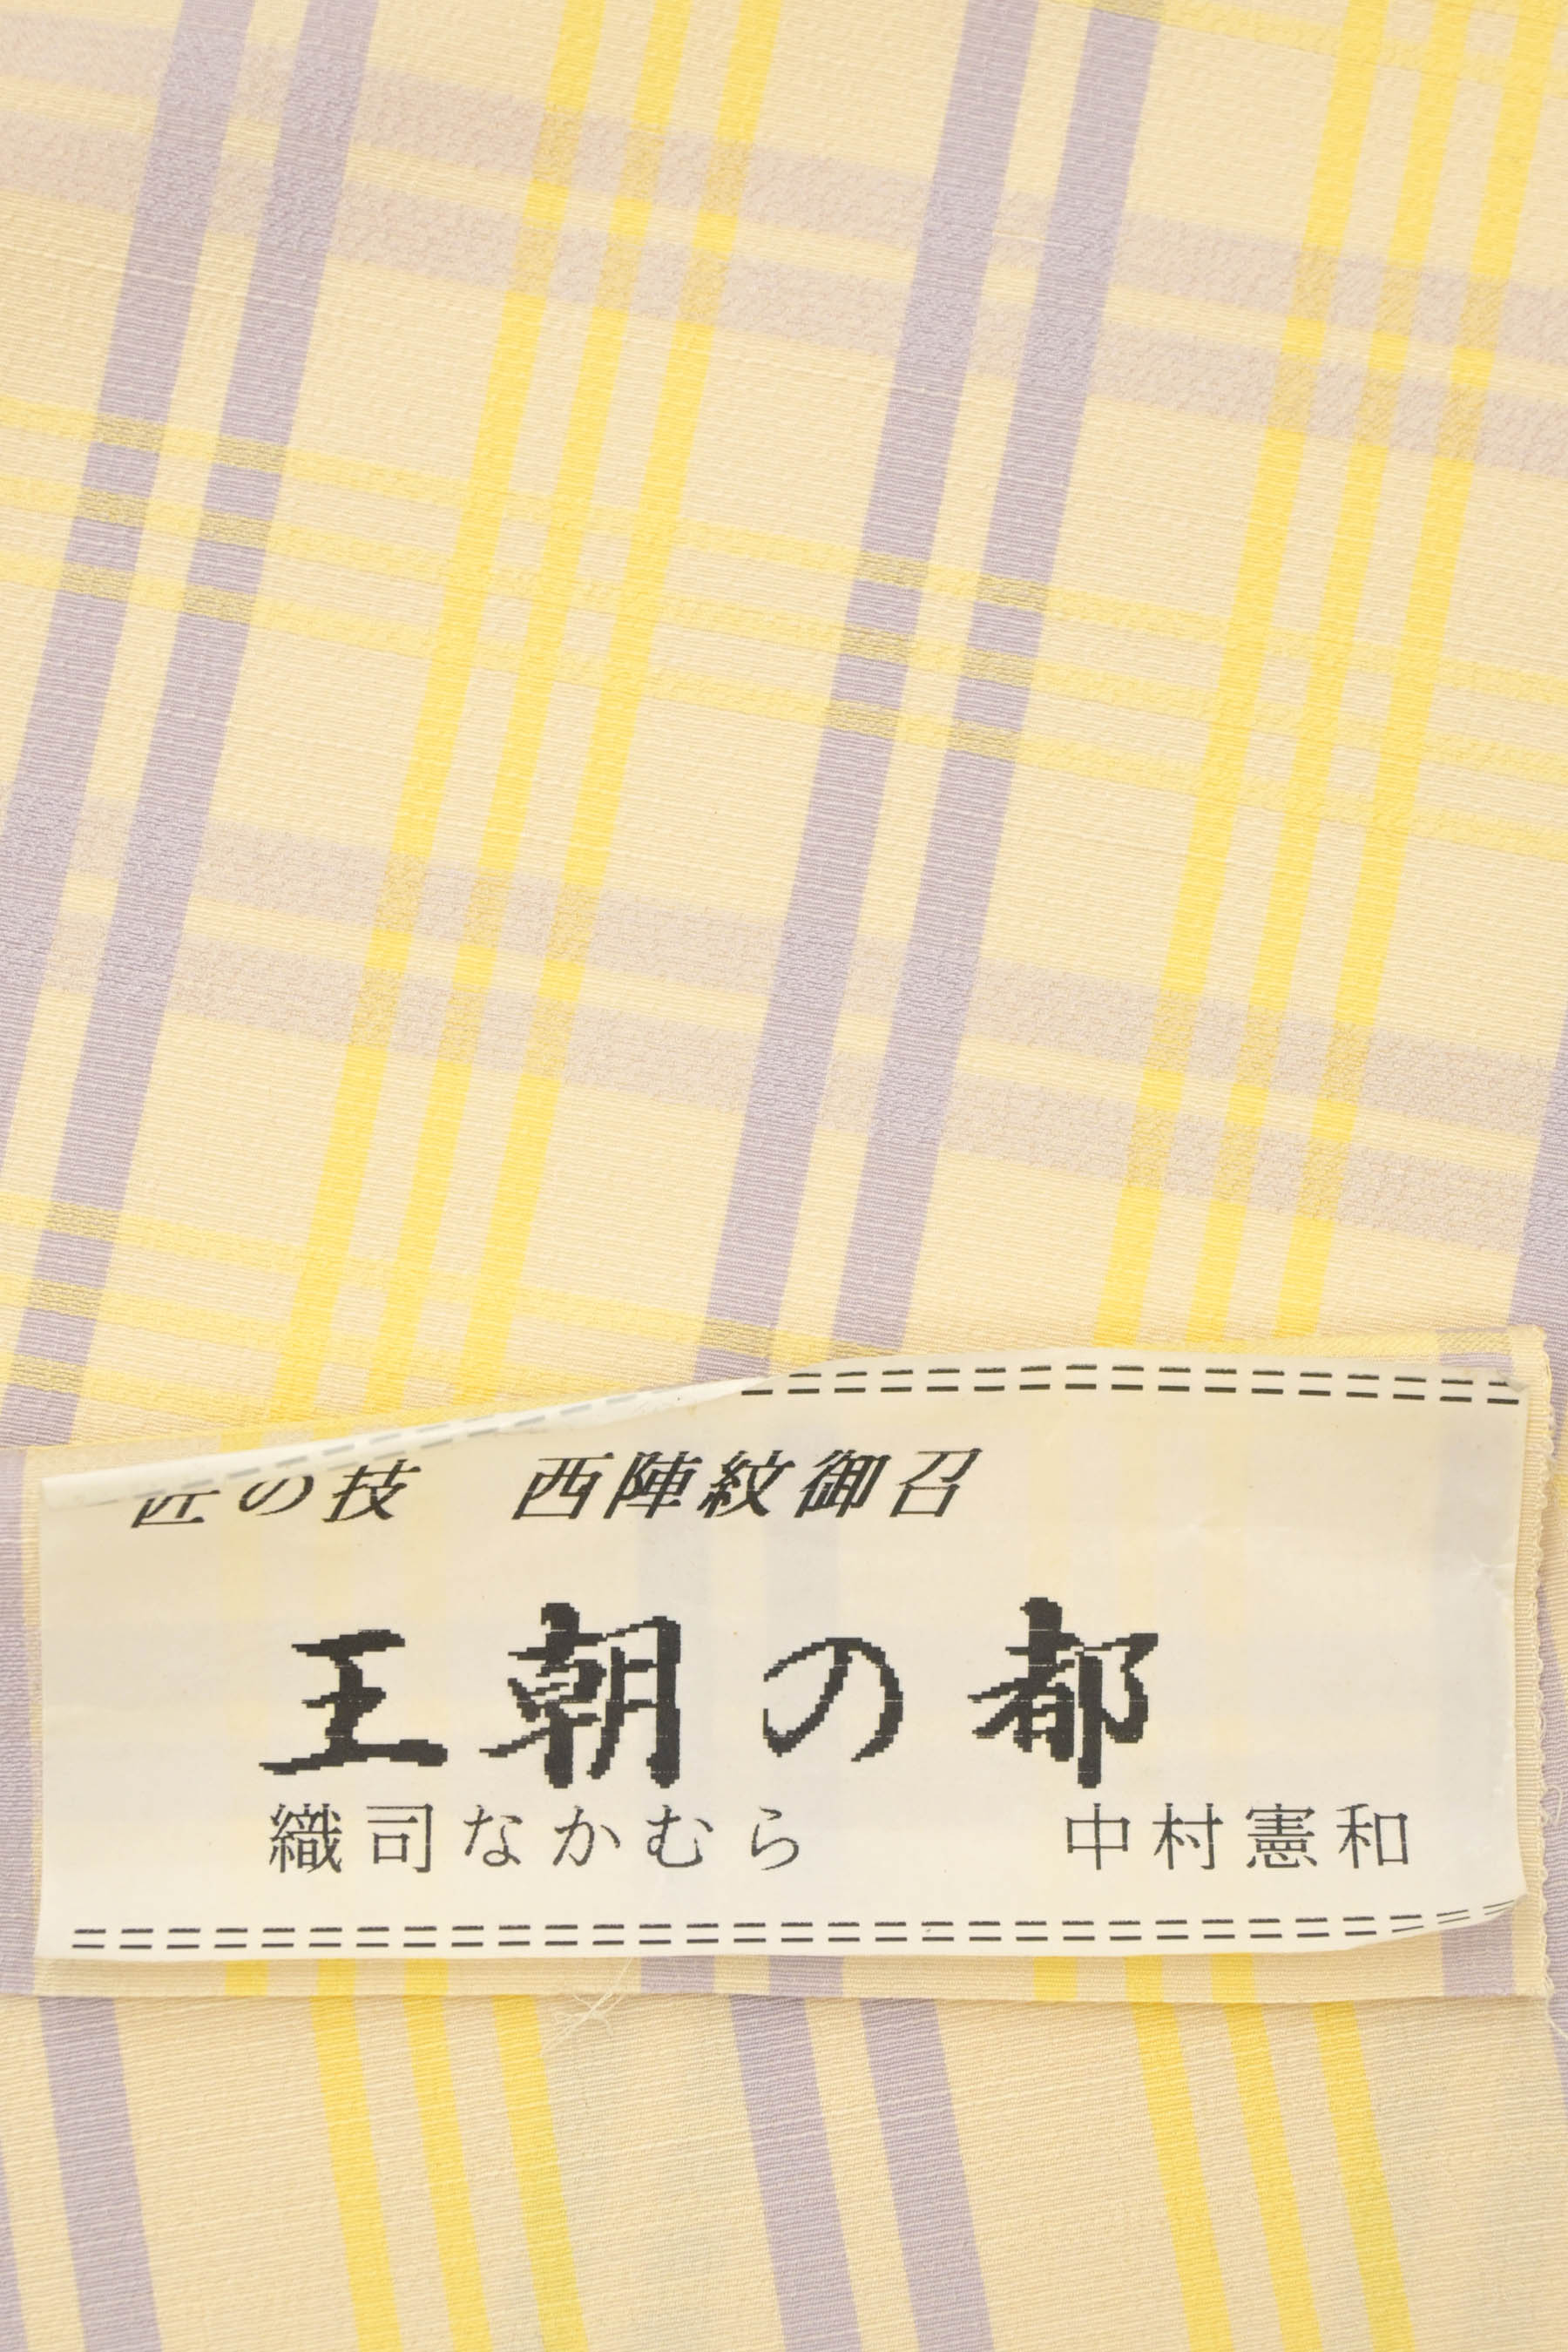 匠の技　西陣紋御召
王朝の都
織司なかむら　中村憲和